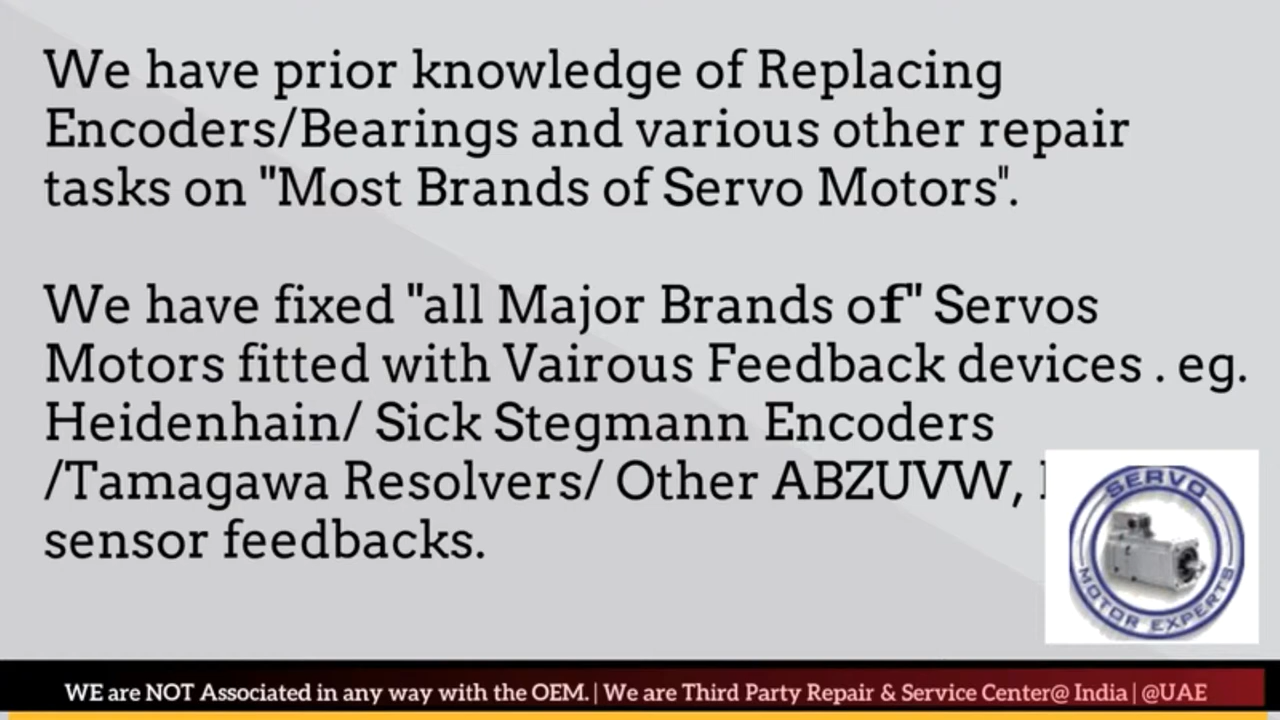 We have prior knowledge of Replacing
Encoders/Bearings and various other repair
tasks on "Most Brands of Servo Motors".
We have fixed "all Major Brands of" Servos
Motors fitted with Vairous Feedback devices . eg.
Heidenhain/ Sick Stegmann Encoders
/Tamagawa Resolvers/ Other ABZUVW,
sensor feedbacks.
SERVO
MOTOR EXPERTS
WE are NOT Associated in any way with the OEM. | We are Third Party Repair & Service Center@ India | @UAE